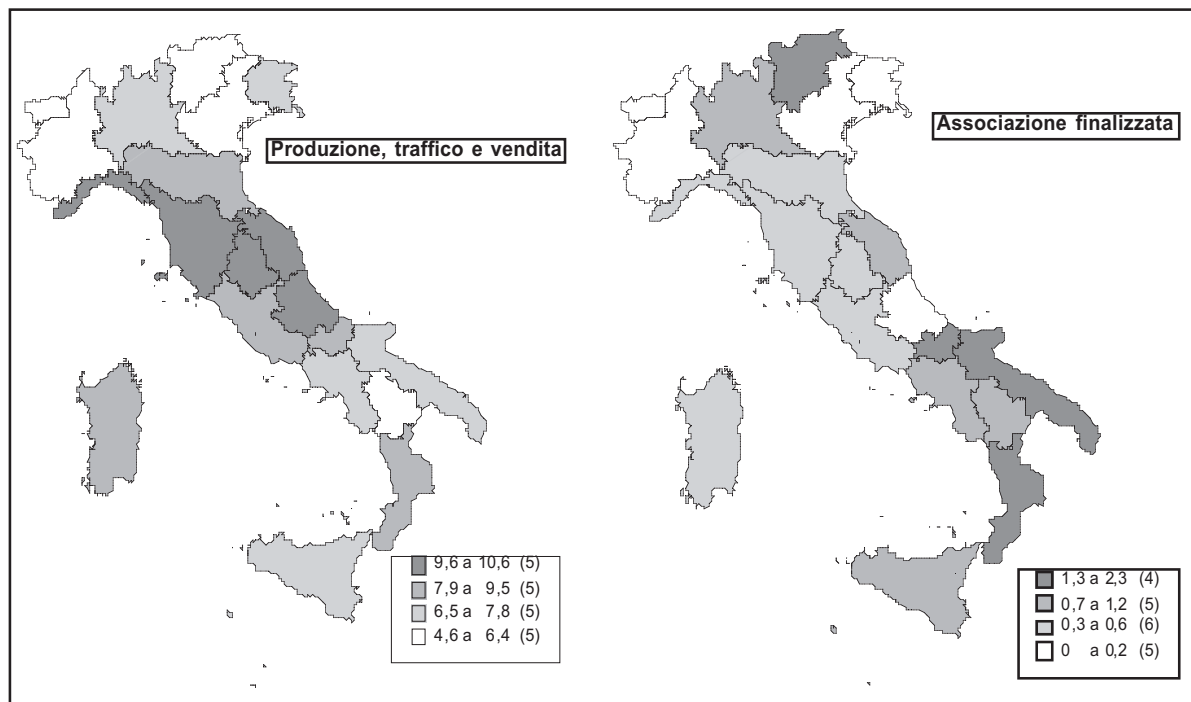 Produzione, traffico e vendita
9,6 a 10,6 (5)
7,9 a 9,5 (5)
6,5 a 7,8 (5)
4,6 a 6,4 (5)
Associazione finalizzata
1,3 a 2,3 (4)
0,7 a 1,2 (5)
0,3 a 0,6 (6)
0 a 0,2 (5)